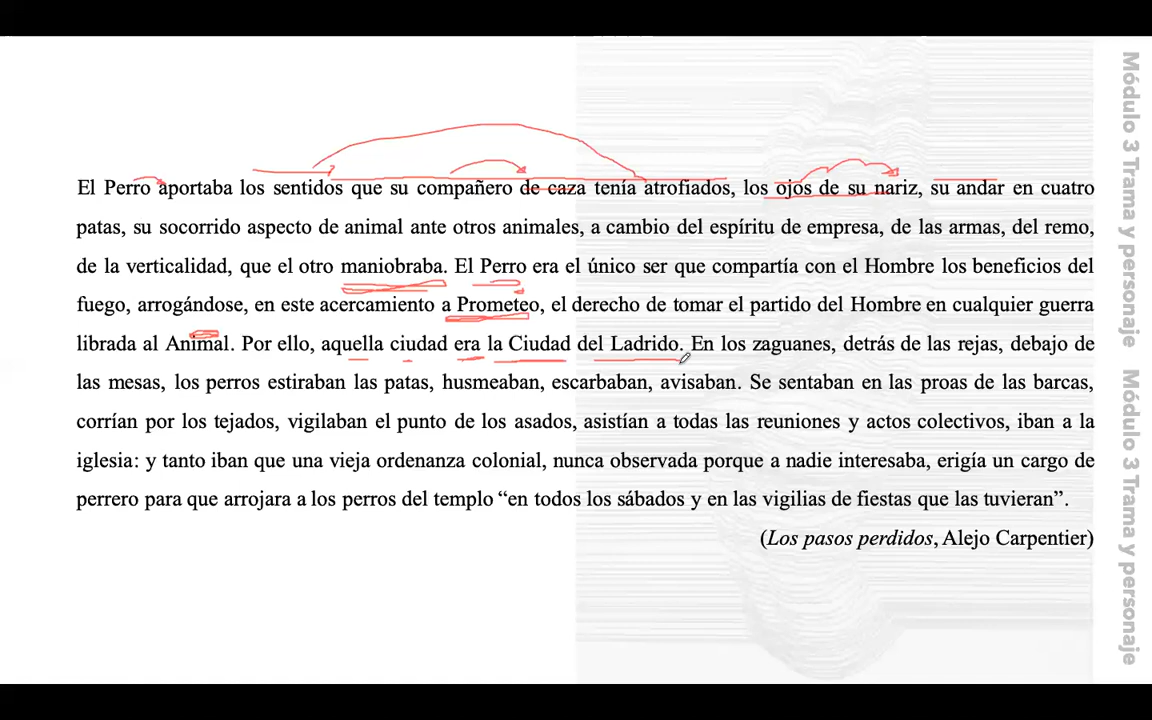 El Perro aportaba los sentidos que su compañero de caza tenía atrofiados, los ojos de su nariz, su andar en cuatro
patas, su socorrido aspecto de animal ante otros animales, a cambio del espíritu de empresa, de las armas, del remo,
de la verticalidad, que el otro maniobraba. El Perro era el único ser que compartía con el Hombre los beneficios del
fuego, arrogándose, en este acercamiento a Prometeo, el derecho de tomar el partido del Hombre en cualquier guerra
librada al Animal. Por ello, aquella ciudad era la Ciudad del Ladrido. En los zaguanes, detrás de las rejas, debajo de
las mesas, los perros estiraban las patas, husmeaban, escarbaban, avisaban. Se sentaban en las proas de las barcas,
corrían por los tejados, vigilaban el punto de los asados, asistían a todas las reuniones y actos colectivos, iban a la
iglesia: y tanto iban que una vieja ordenanza colonial, nunca observada porque a nadie interesaba, erigía un cargo de
perrero para que arrojara a los perros del templo “en todos los sábados y en las vigilias de fiestas que las tuvieran”.
(Los pasos perdidos, Alejo Carpentier)
Módulo 3 Trama y personaje
Módulo 3 Trama y personaje